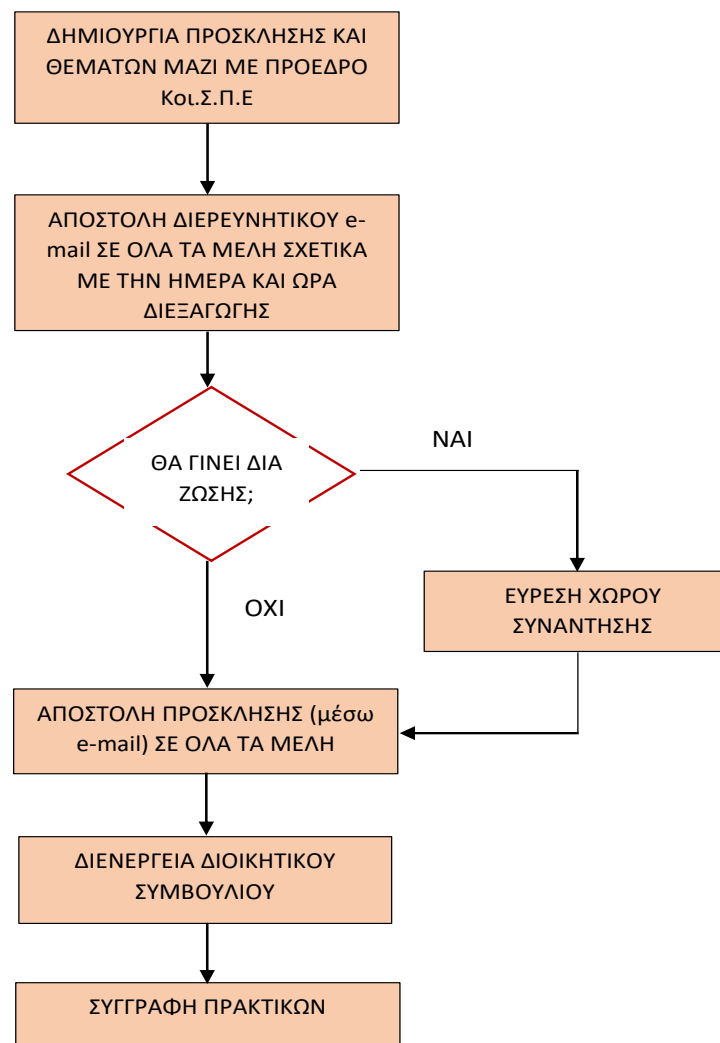 ΔΗΜΙΟΥΡΓΙΑ ΠΡΟΣΚΛΗΣΗΣ ΚΑΙ
ΘΕΜΑΤΩΝ ΜΑΖΙ ΜΕ ΠΡΟΕΔΡΟ
Κοι.Σ.Π.Ε
ΑΠΟΣΤΟΛΗ ΔΙΕΡΕΥΝΗΤΙΚΟΥ e-
mail ΣΕ ΟΛΑ ΤΑ ΜΕΛΗ ΣΧΕΤΙΚΑ
ΜΕ ΤΗΝ ΗΜΕΡΑ ΚΑΙ ΩΡΑ
ΔΙΕΞΑΓΩΓΗΣ
ΘΑ ΓΙΝΕΙ ΔΙΑ
ΖΩΣΗΣ;
ΝΑΙ
ΟΧΙ
ΕΥΡΕΣΗ ΧΩΡΟΥ
ΣΥΝΑΝΤΗΣΗΣ
ΑΠΟΣΤΟΛΗ ΠΡΟΣΚΛΗΣΗΣ (μέσω
e-mail) ΣΕ ΟΛΑ ΤΑ ΜΕΛΗ
ΔΙΕΝΕΡΓΕΙΑ ΔΙΟΙΚΗΤΙΚΟΥ
ΣΥΜΒΟΥΛΙΟΥ
ΣΥΓΓΡΑΦΗ ΠΡΑΚΤΙΚΩΝ